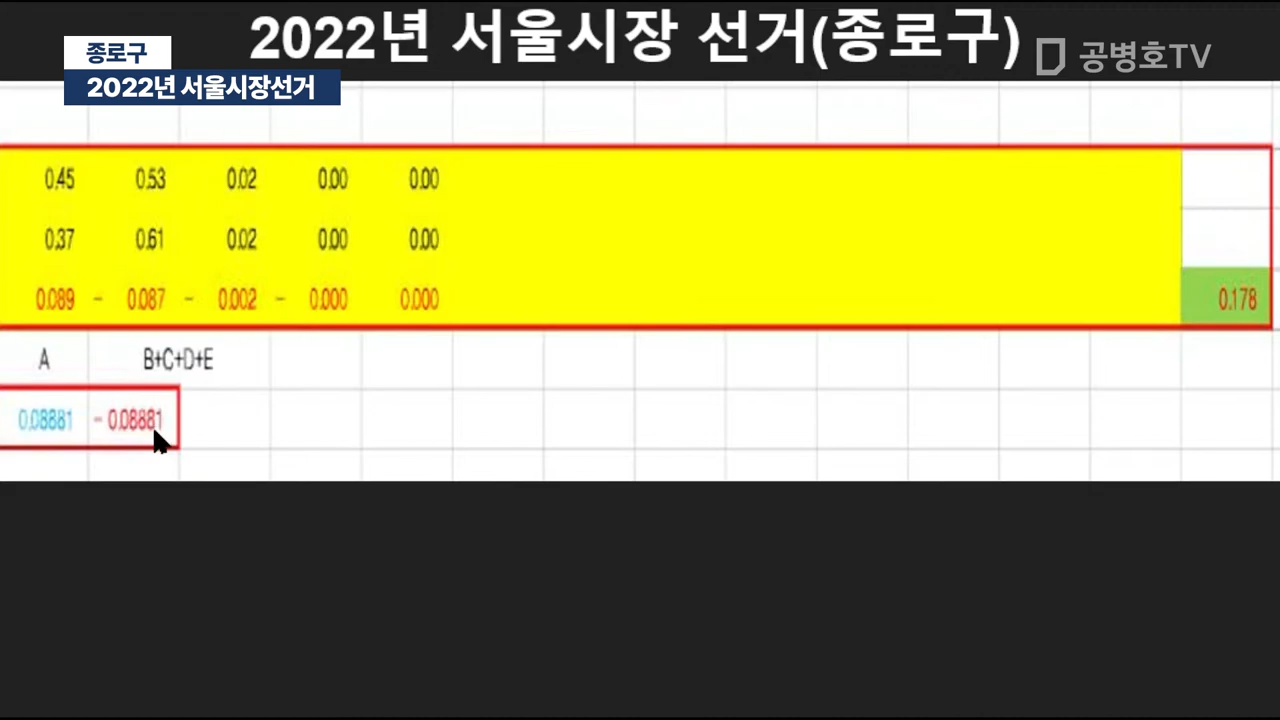 2022년 서울시장 선거(종로구)
공병호TV
종로구
2022년 서울시장선거
0.45 0.53 0.02 0.00 0.00
0.37 0.61 0.02 0.00 0.00
0.089 - 0.087 - 0.002 - 0.000 0.000 0.178
A B+C+D+E
0.08881 - 0.08881